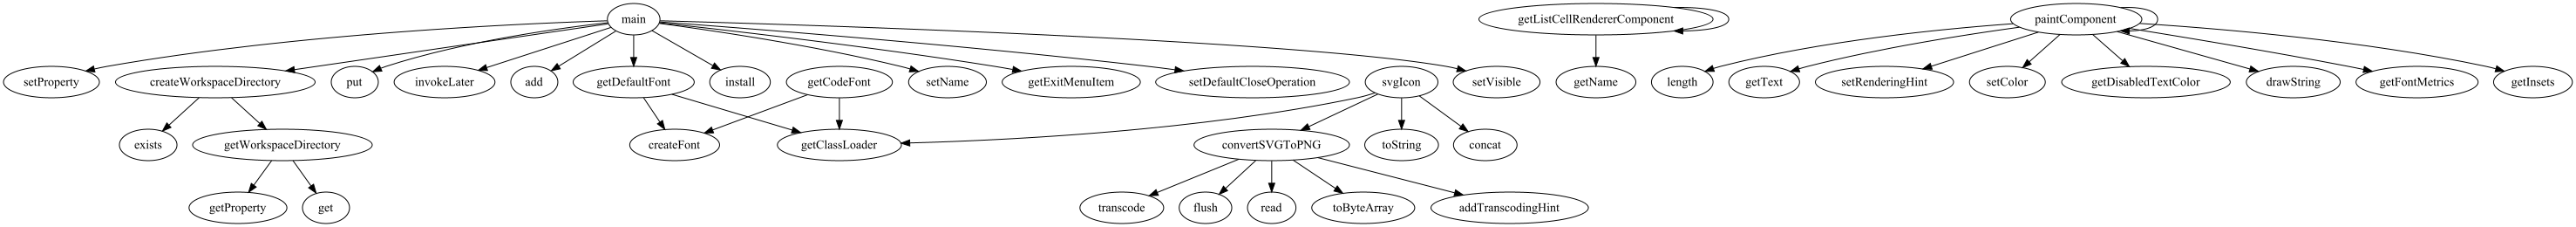 main
getListCellRendererComponent
paintComponent
setProperty
createWorkspaceDirectory
put
invokeLater
add
getDefaultFont
install
getCodeFont
setName
getExitMenuItem
setDefaultCloseOperation
svgIcon
setVisible
getName
length
getText
setRenderingHint
setColor
getDisabledTextColor
drawString
getFontMetrics
getInsets
exists
getWorkspaceDirectory
createFont
getClassLoader
convertSVGToPNG
toString
concat
getProperty
get
transcode
flush
read
toByteArray
addTranscodingHint